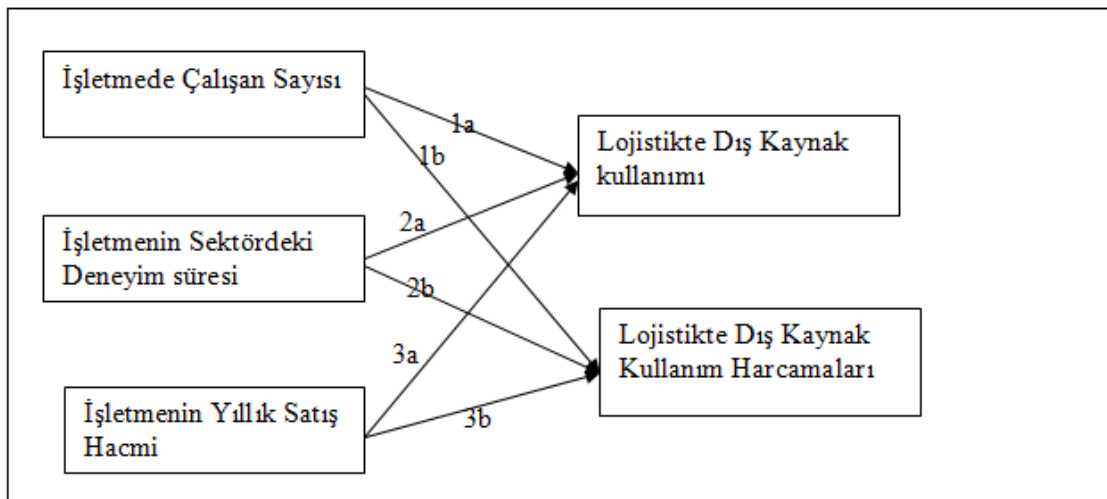 İşletmede Çalışan Sayısı
1a
1b
Lojistikte Dış Kaynak
kullanımı
İşletmenin Sektördeki
Deneyim süresi
2a
2b
Lojistikte Dış Kaynak
Kullanım Harcamaları
3a
İşletmenin Yıllık Satış
Hacmi
3b